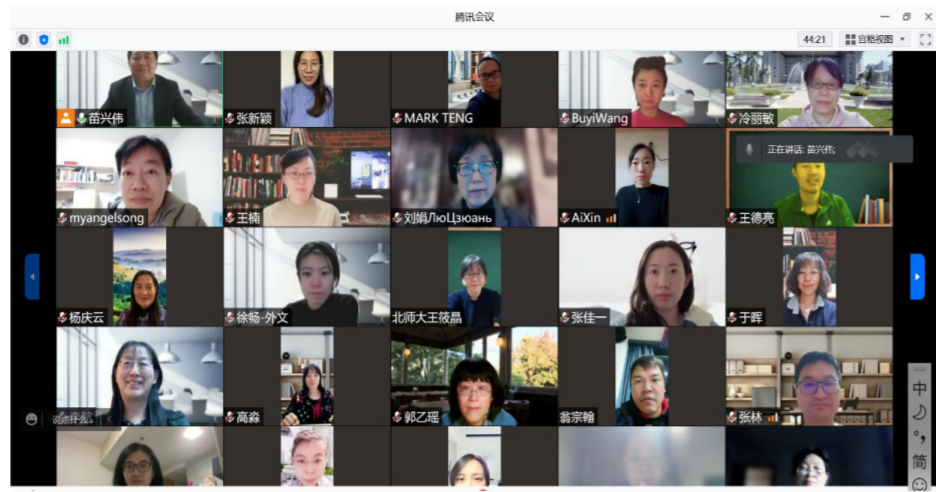 腾讯会议
44:21 宫格视图
苗兴伟 张新颖 MARK TENG BuyiWang 冷丽敏
正在讲话: 苗兴伟;
myangelsong 王楠 刘娟ЛюЦзюань AiXin 王德亮
杨庆云 徐畅-外文 北师大王筱晶 张佳一 于晖
说点什么...
高淼 郭乙瑶 翁宗翰 张林
中
简